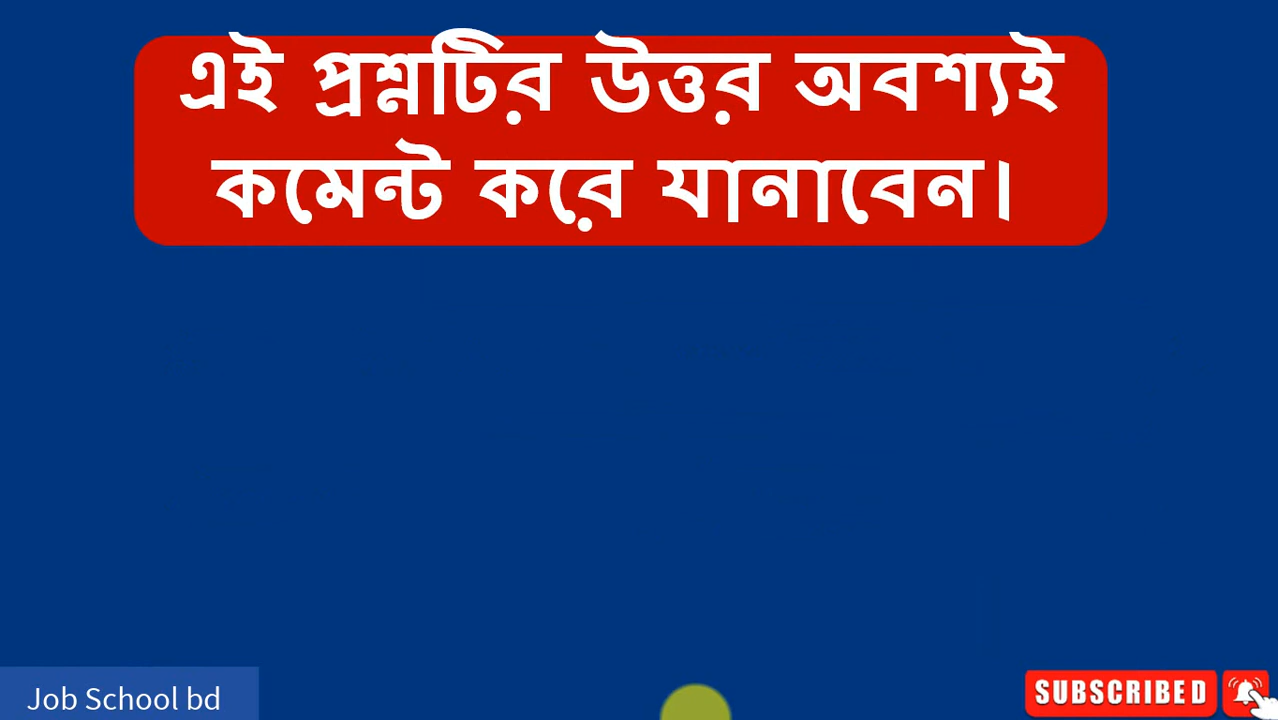 এই প্রশ্নটির উত্তর অবশ্যই
কমেন্ট করে যানাবেন।
Job School bd
SUBSCRIBED